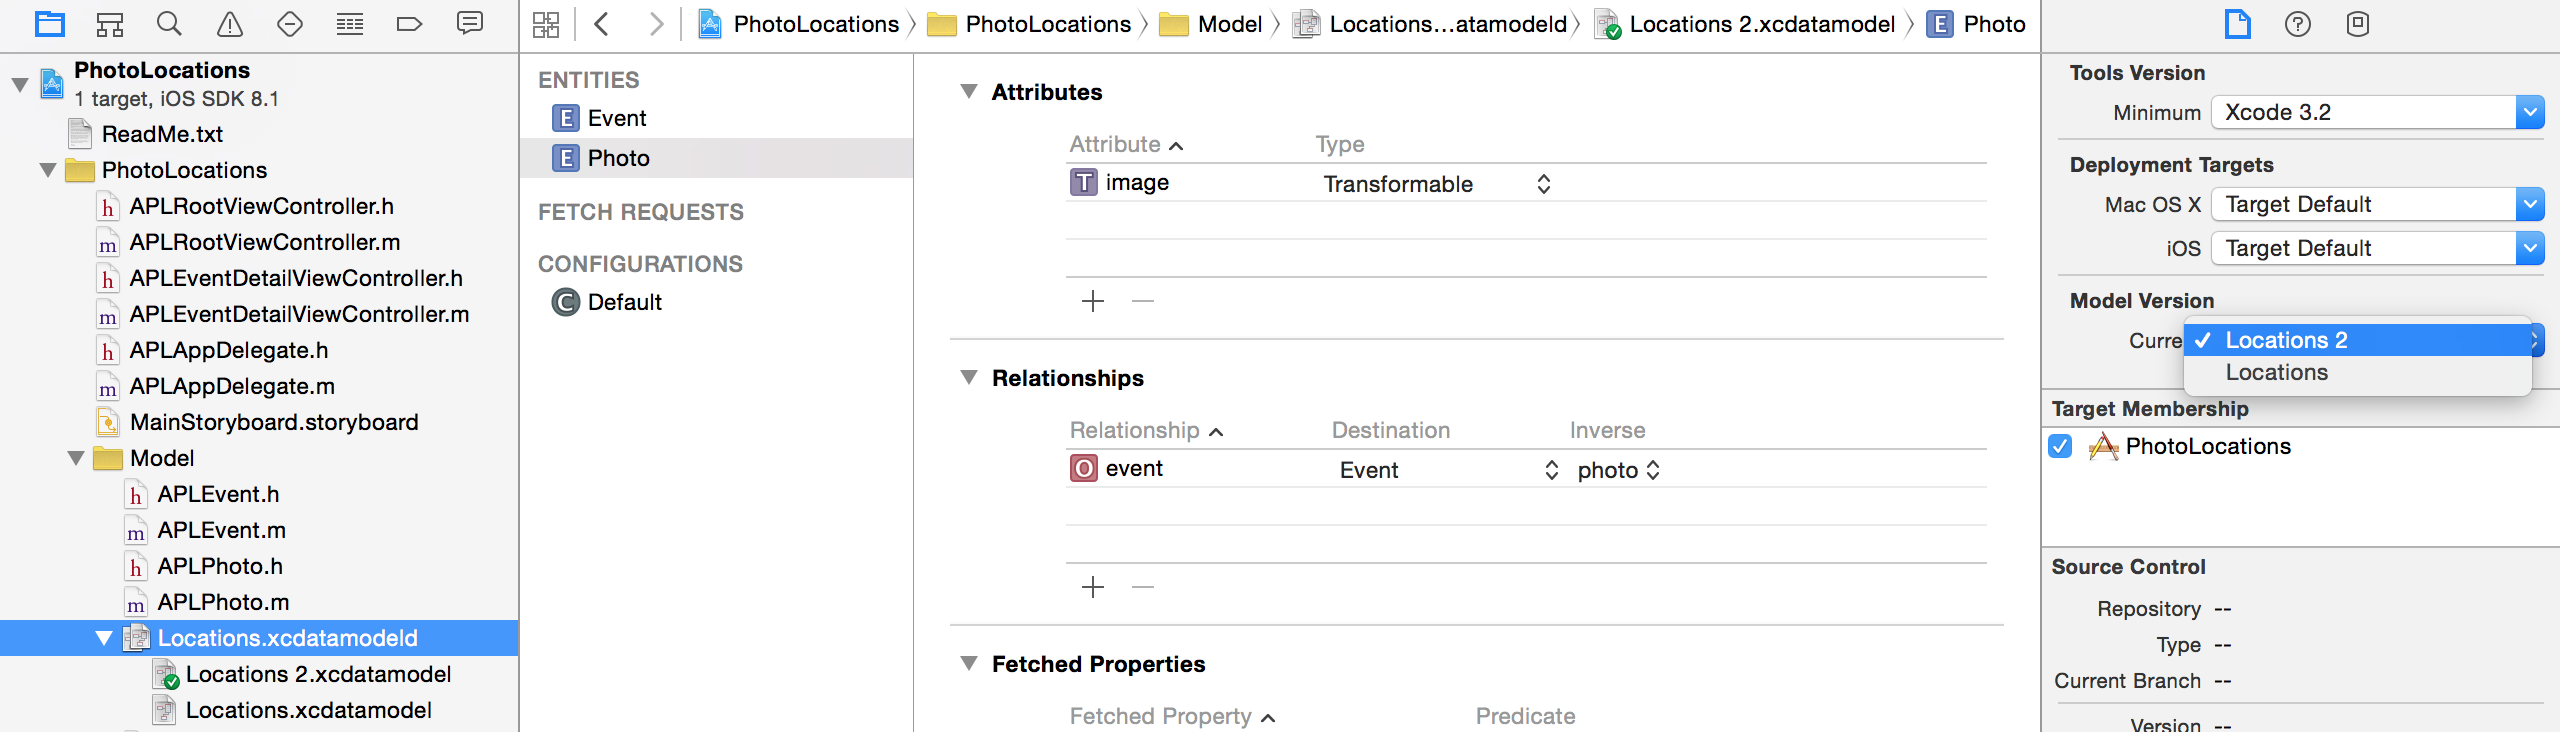 PhotoLocations
1 target, iOS SDK 8.1
ReadMe.txt
PhotoLocations
APLRootViewController.h
APLRootViewController.m
APLEventDetailViewController.h
APLEventDetailViewController.m
APLAppDelegate.h
APLAppDelegate.m
MainStoryboard.storyboard
Model
APLEvent.h
APLEvent.m
APLPhoto.h
APLPhoto.m
Locations.xcdatamodeld
Locations 2.xcdatamodel
Locations.xcdatamodel
PhotoLocations
PhotoLocations
Model
Locations...atamodeld
Locations 2.xcdatamodel
E Photo
ENTITIES
E Event
E Photo
FETCH REQUESTS
CONFIGURATIONS
C Default
Attributes
Attribute Type
T image Transformable
Relationships
Relationship Destination Inverse
O event Event photo
Fetched Properties
Fetched Property Predicate
Tools Version
Minimum Xcode 3.2
Deployment Targets
Mac OS X Target Default
iOS Target Default
Model Version
Curre Locations 2
Locations
Target Membership
PhotoLocations
Source Control
Repository --
Type --
Current Branch --
Version --